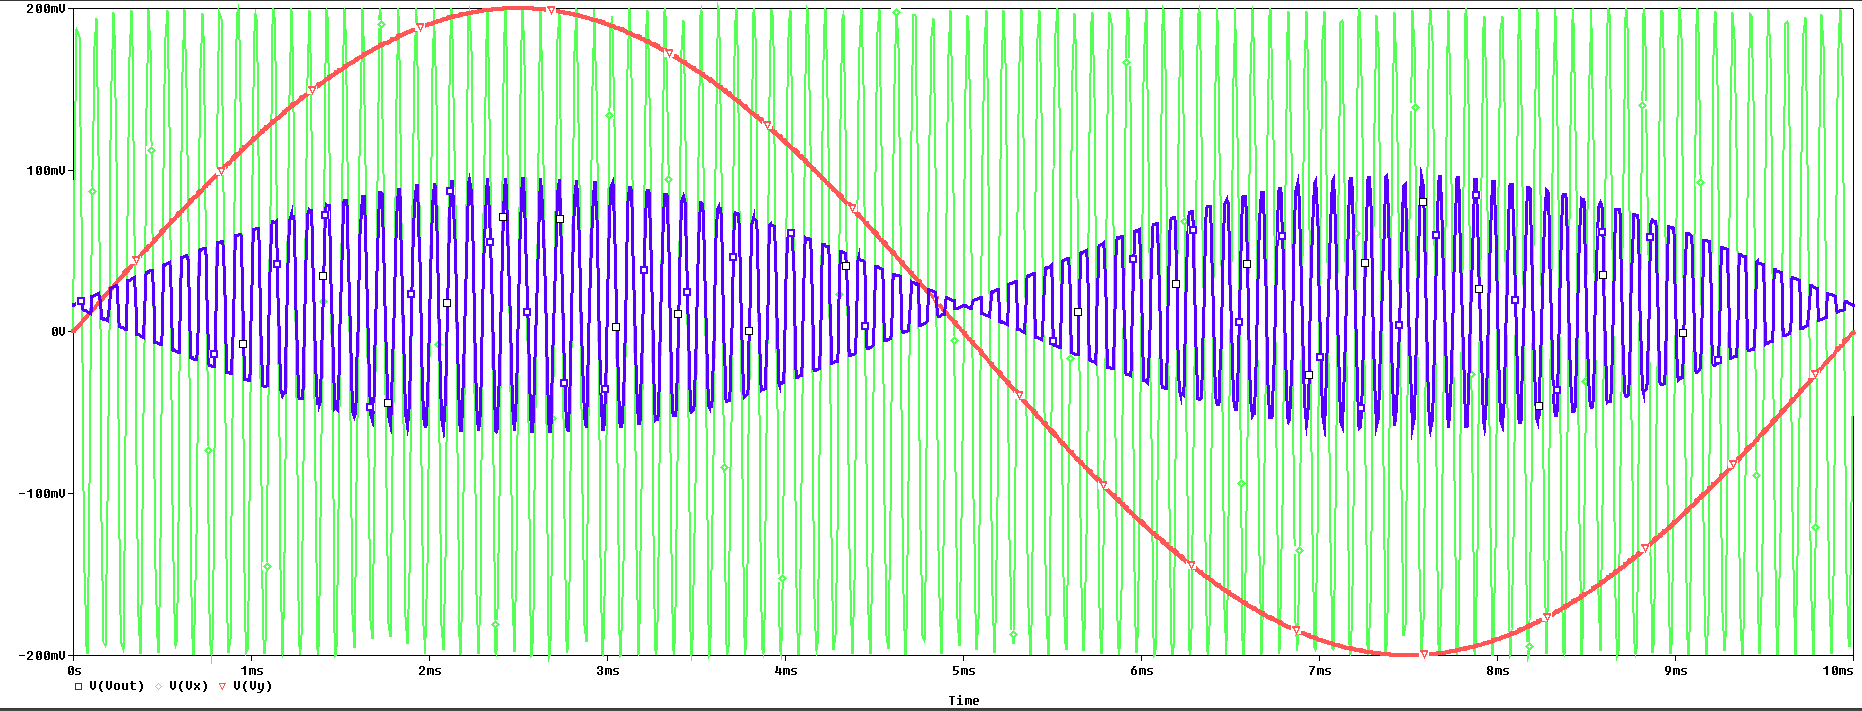 200mV
100mV
0V
-100mV
-200mV
0s 1ms 2ms 3ms 4ms 5ms 6ms 7ms 8ms 9ms 10ms
V(Vout) V(Vx) V(Vy)
Time